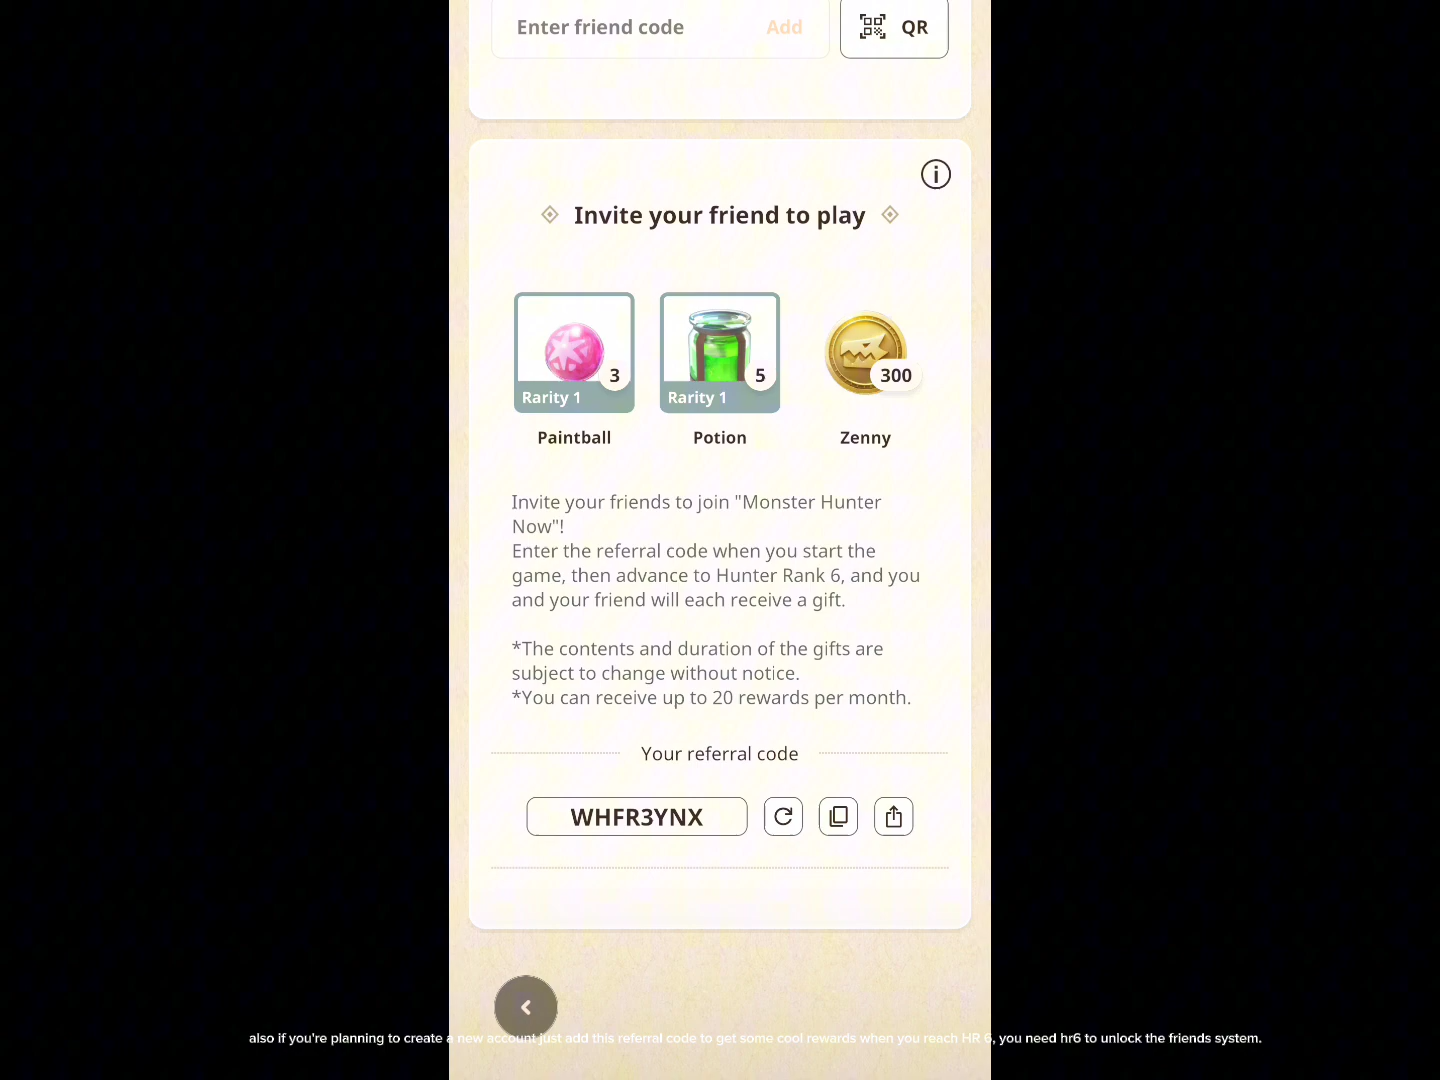 Enter friend code Add QR
Invite your friend to play
3 5 300
Rarity 1 Rarity 1
Paintball Potion Zenny
Invite your friends to join "Monster Hunter
Now"!
Enter the referral code when you start the
game, then advance to Hunter Rank 6, and you
and your friend will each receive a gift.
*The contents and duration of the gifts are
subject to change without notice.
*You can receive up to 20 rewards per month.
Your referral code
WHFR3YNX
also if you're planning to create a new account just add this referral code to get some cool rewards when you reach HR 6, you need hr6 to unlock the friends system.